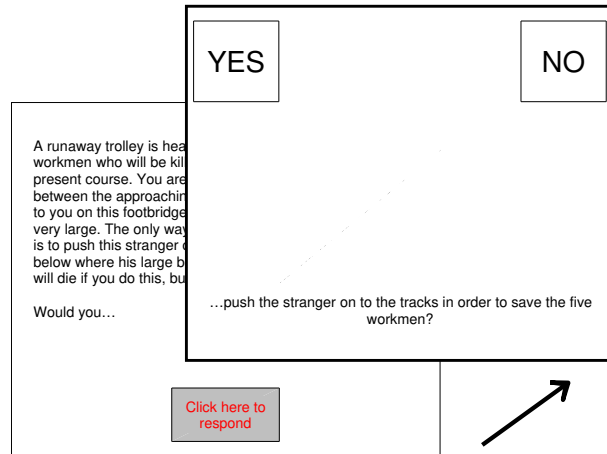 YES
NO
A runaway trolley is hea
workmen who will be kil
present course. You are
between the approachin
to you on this footbridge
very large. The only way
is to push this stranger
below where his large b
will die if you do this, bu
Would you…
…push the stranger on to the tracks in order to save the five
workmen?
Click here to
respond